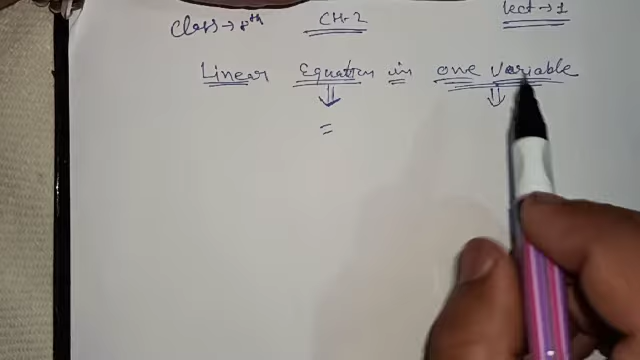 Class → 8th CH-2 lect → 1
Linear Equation in one variable
=